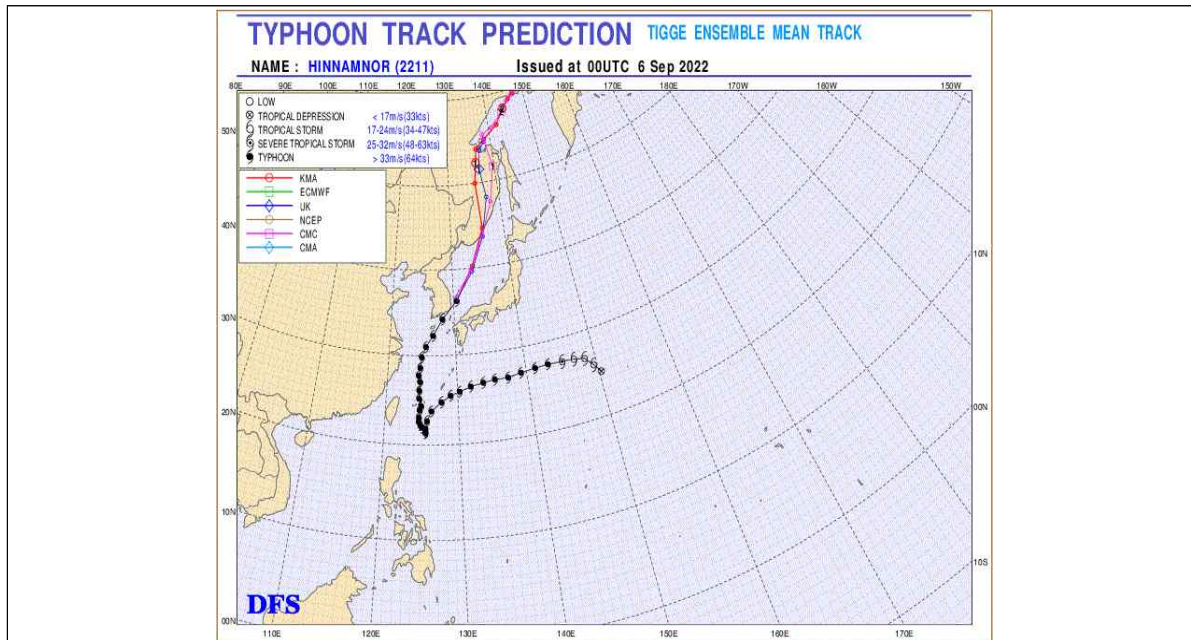 TYPHOON TRACK PREDICTION TIGGE ENSEMBLE MEAN TRACK
NAME : HINNAMNOR (2211) Issued at 00UTC 6 Sep 2022
80E 90E 100E 110E 120E 130E 140E 150E 160E 170E 180E 170W 160W 150W
LOW
TROPICAL DEPRESSION < 17m/s(33kts)
TROPICAL STORM 17-24m/s(34-47kts)
SEVERE TROPICAL STORM 25-32m/s(48-63kts)
TYPHOON > 33m/s(64kts)
KMA
ECMWF
UK
NCEP
CMC
CMA
50N
40N
10N
30N
20N
00N
10N
10S
DFS
00N
110E 120E 130E 140E 150E 160E 170E